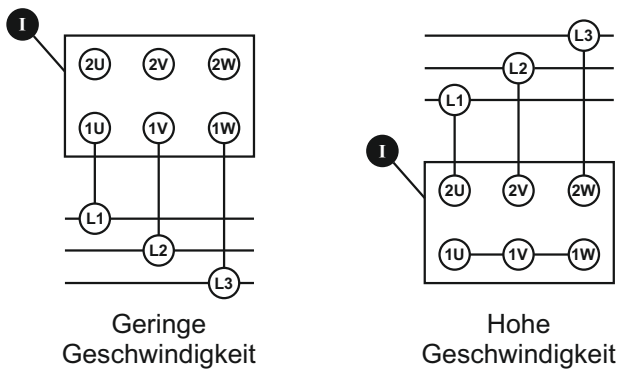 I
2U 2V 2W
1U 1V 1W
L1
L2
L3
Geringe
Geschwindigkeit
L3
L2
L1
I
2U 2V 2W
1U 1V 1W
Hohe
Geschwindigkeit